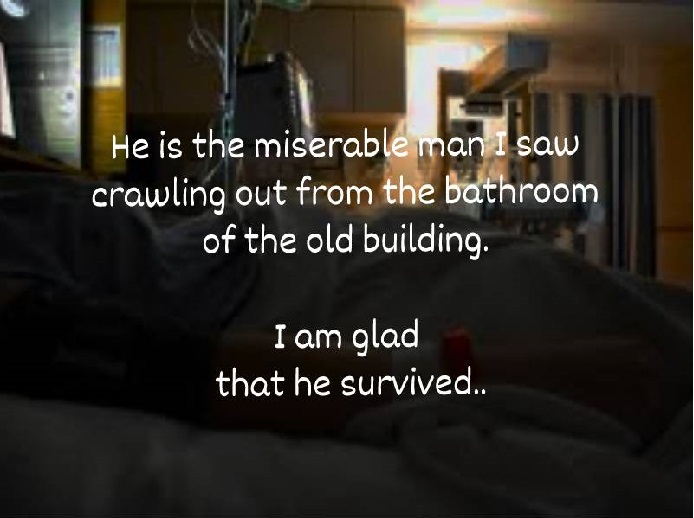 He is the miserable man I saw
crawling out from the bathroom
of the old building.
I am glad
that he survived..